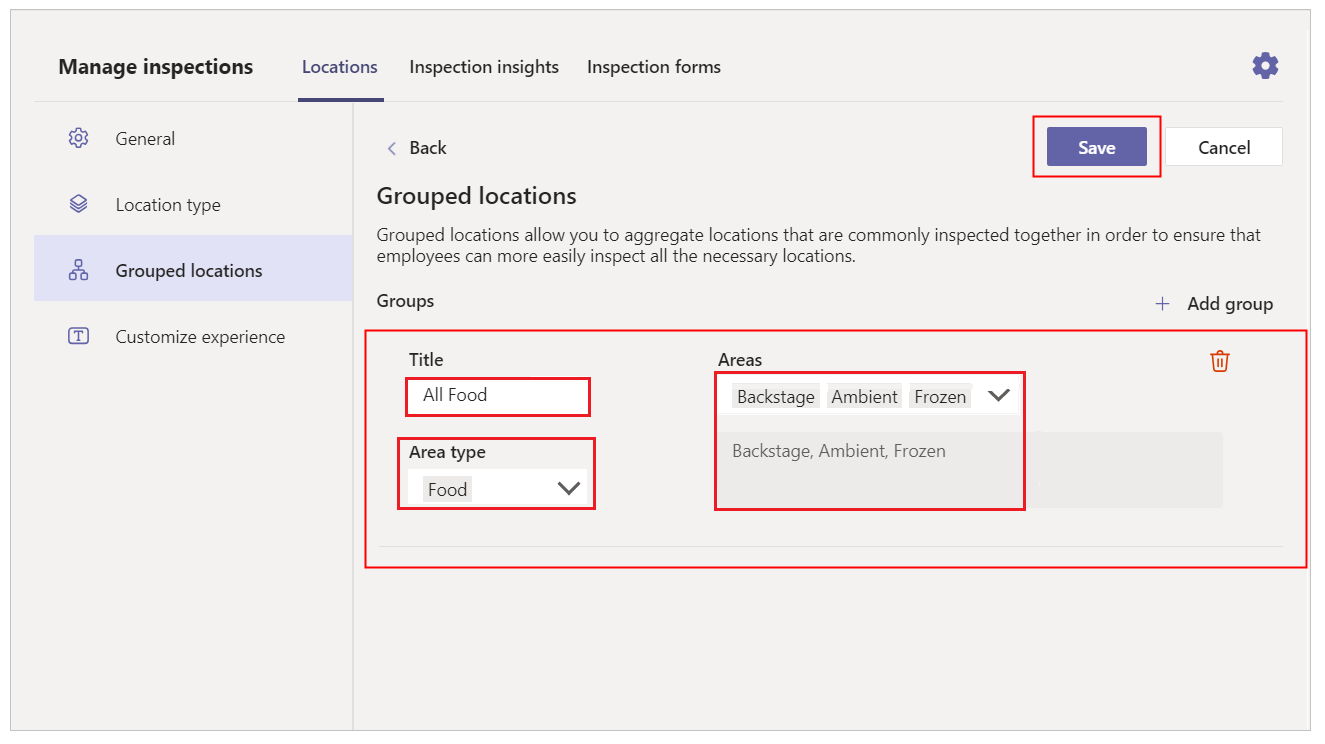 Manage inspections
Locations
Inspection insights
Inspection forms
General
Location type
Grouped locations
Customize experience
Back
Save
Cancel
Grouped locations
Grouped locations allow you to aggregate locations that are commonly inspected together in order to ensure that
employees can more easily inspect all the necessary locations.
Groups
Add group
Title
All Food
Area type
Food
Areas
Backstage Ambient Frozen
Backstage, Ambient, Frozen